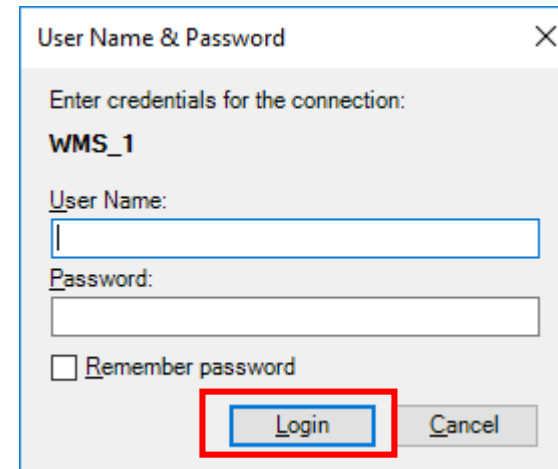 User Name & Password
Enter credentials for the connection:
WMS_1
User Name:
Password:
Remember password
Login Cancel